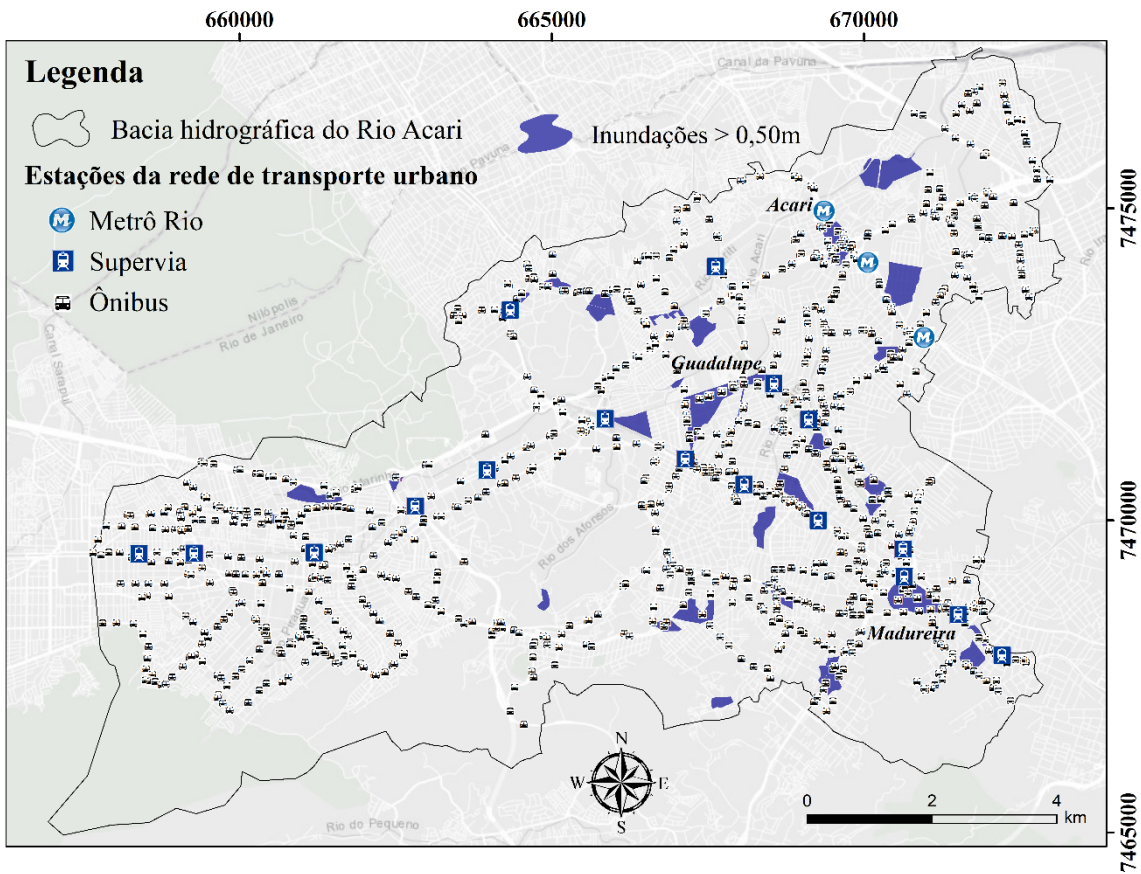 660000
665000
670000
Legenda
Bacia hidrográfica do Rio Acari
Inundações > 0,50m
Estações da rede de transporte urbano
M Metrô Rio
Supervia
Ônibus
Canal da Pavuna
Pavuna
7475000
Acari
M
M
M
Rio Acari
Nilópolis
Rio de Janeiro
Canal Sarapuí
Guadalupe
Marinho
Rio dos Afonsos
7470000
Madureira
N
W
E
S
0
2
4
km
Rio do Pequeno
7465000